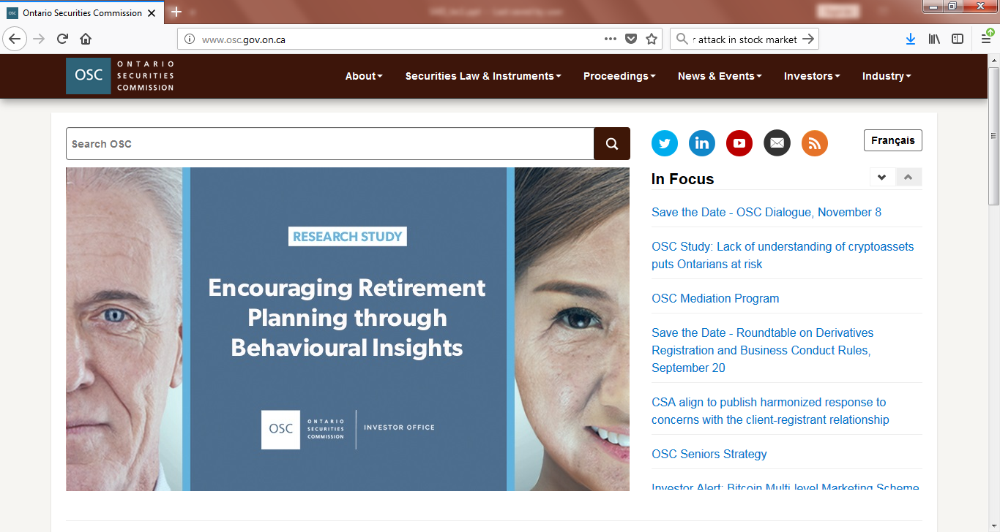 Ontario Securities Commission
www.osc.gov.on.ca
r attack in stock market
OSC
ONTARIO
SECURITIES
COMMISSION
About
Securities Law & Instruments
Proceedings
News & Events
Investors
Industry
Search OSC
Français
RESEARCH STUDY
Encouraging Retirement
Planning through
Behavioural Insights
OSC
ONTARIO
SECURITIES
COMMISSION
INVESTOR OFFICE
In Focus
Save the Date - OSC Dialogue, November 8
OSC Study: Lack of understanding of cryptoassets
puts Ontarians at risk
OSC Mediation Program
Save the Date - Roundtable on Derivatives
Registration and Business Conduct Rules,
September 20
CSA align to publish harmonized response to
concerns with the client-registrant relationship
OSC Seniors Strategy
Investor Alert: Bitcoin Multi level Marketing Scheme